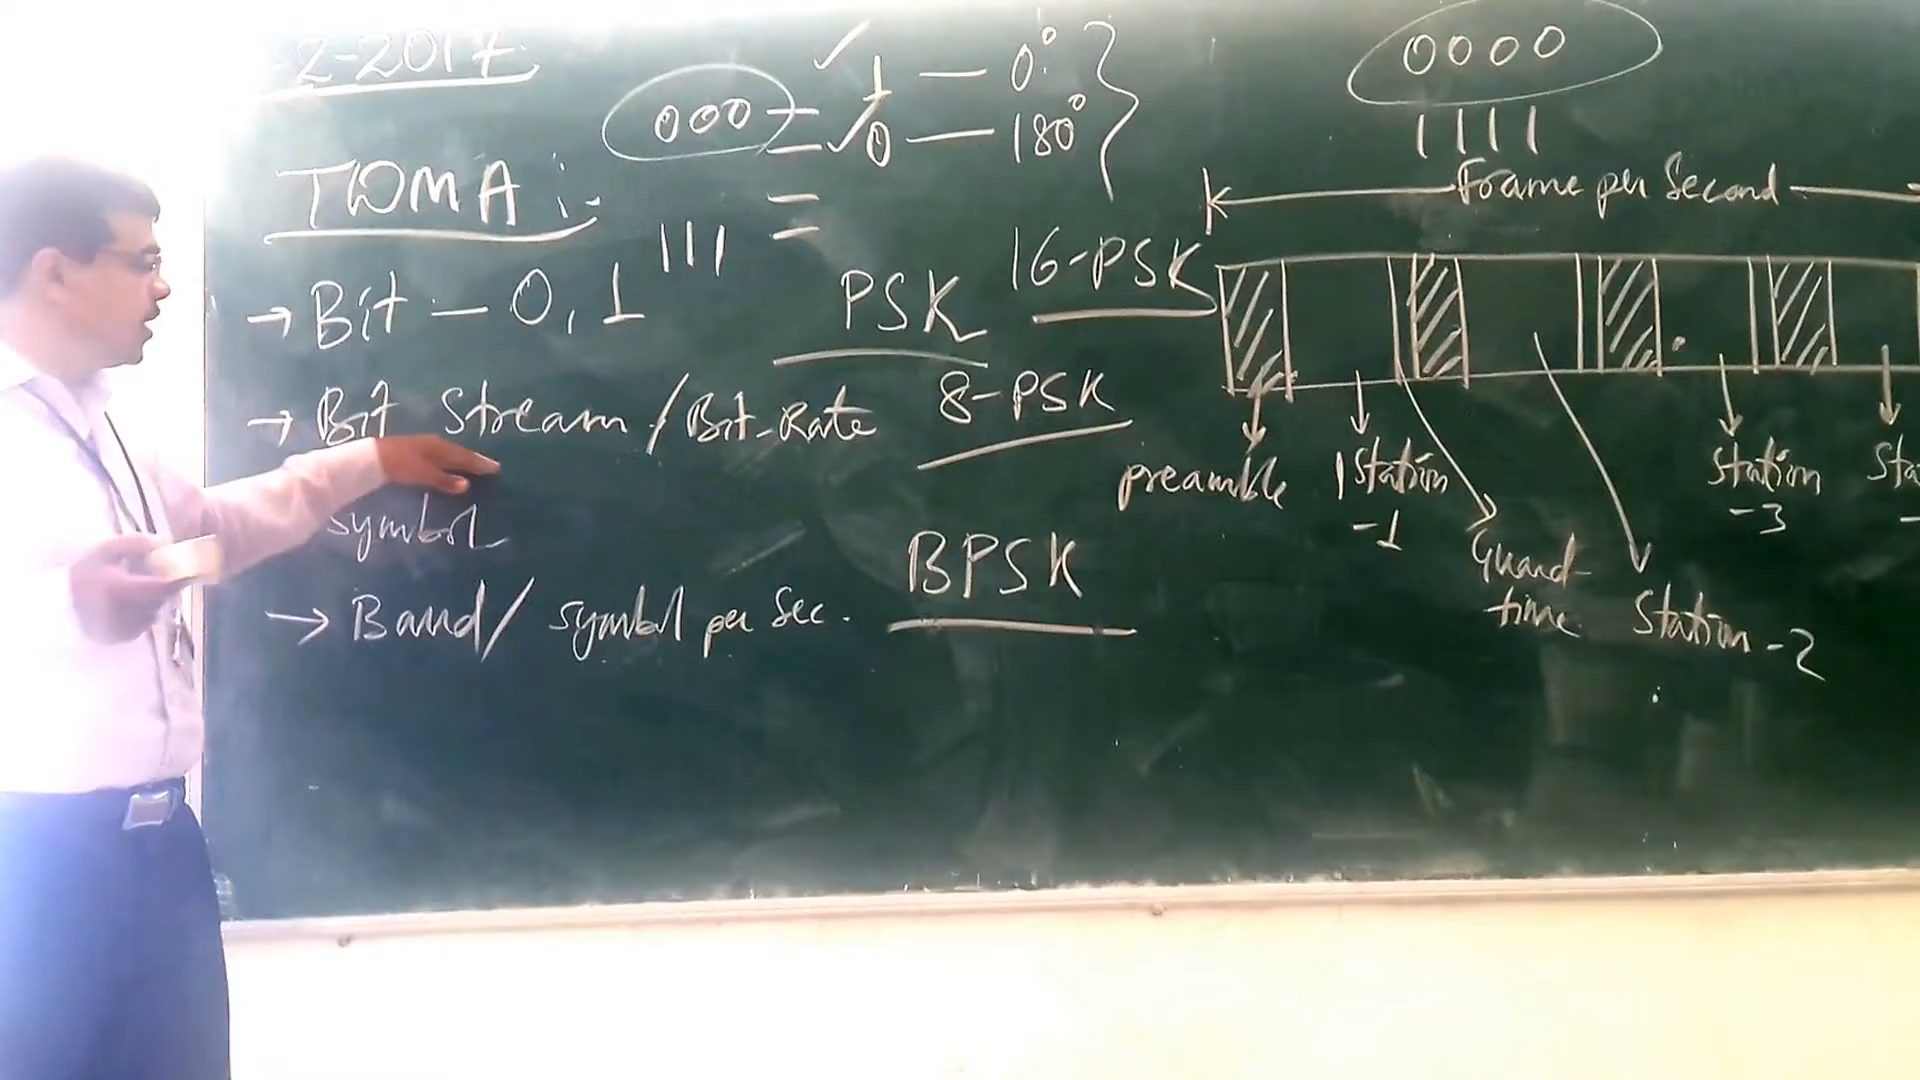 -2-2017
000 = 1 — 0°
0 — 180°
TDMA :-
→ Bit — 0, 1
111
PSK
16-PSK
→ Bit Stream / Bit-Rate
8-PSK
symbol
→ Baud / symbol per Sec.
BPSK
0000
1111
Frame per Second
preamble
Station -1
Guard time
Station -2
Station -3
Sta